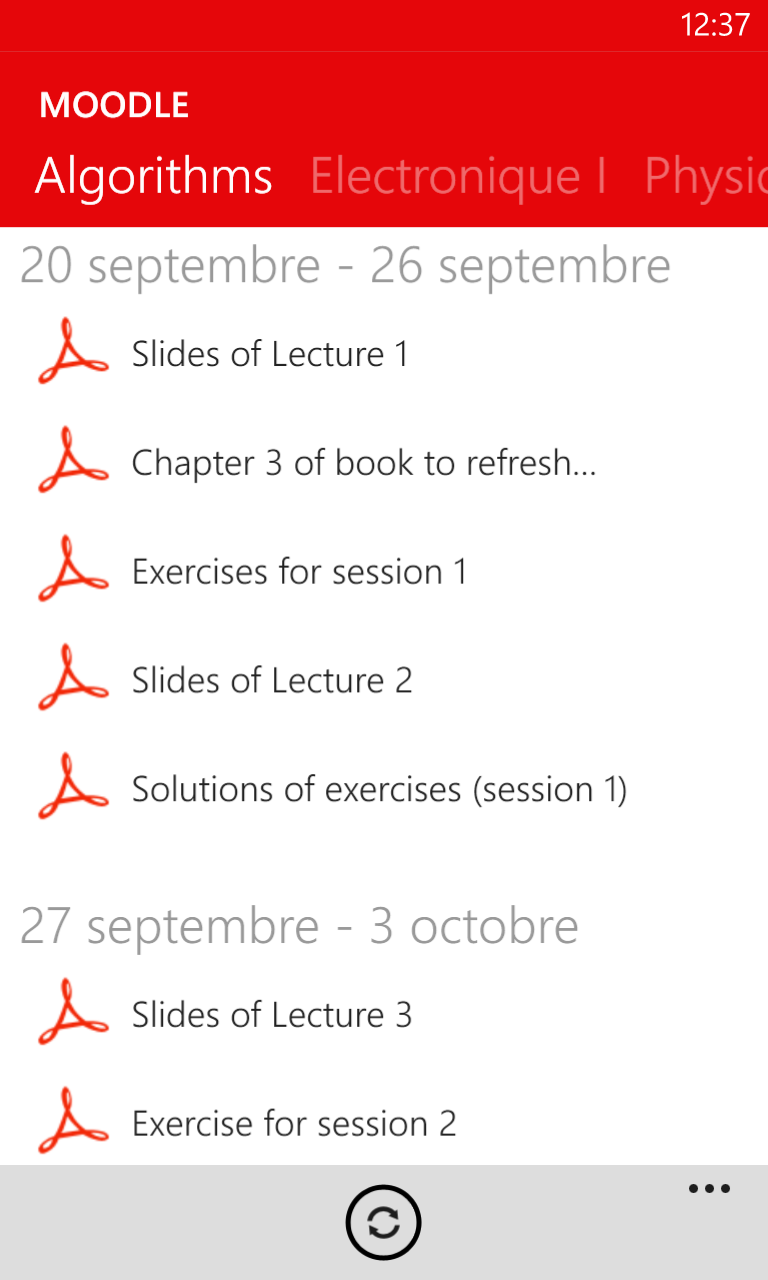 12:37
MOODLE
Algorithms Electronique I Physic
20 septembre - 26 septembre
Slides of Lecture 1
Chapter 3 of book to refresh...
Exercises for session 1
Slides of Lecture 2
Solutions of exercises (session 1)
27 septembre - 3 octobre
Slides of Lecture 3
Exercise for session 2